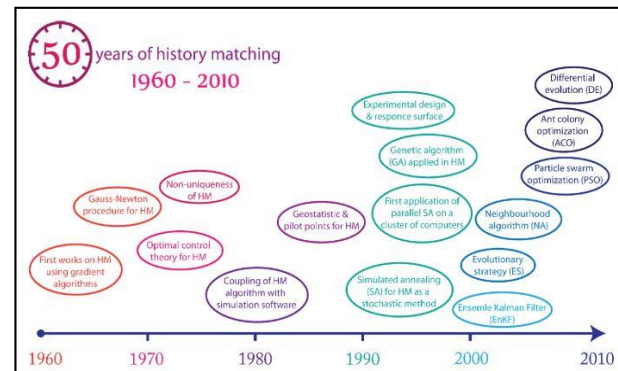 50 years of history matching
1960 - 2010
Differential
evolution (DE)
Experimental design
& responce surface
Ant colony
optimization
(ACO)
Genetic algorithm
(GA) applied in HM
Particle swarm
optimization (PSO)
Non-uniqueness
of HM
Gauss-Newton
procedure for HM
Geostatistic &
pilot points for HM
First application of
parallel SA on a
cluster of computers
Neighbourhood
algorithm (NA)
First works on HM
using gradient
algorithms
Optimal control
theory for HM
Evolutionary
strategy (ES)
Coupling of HM
algorithm with
simulation software
Simulated annealing
(SA) for HM as a
stochastic method
Ensemle Kalman Filter
(EnKF)
1960 1970 1980 1990 2000 2010